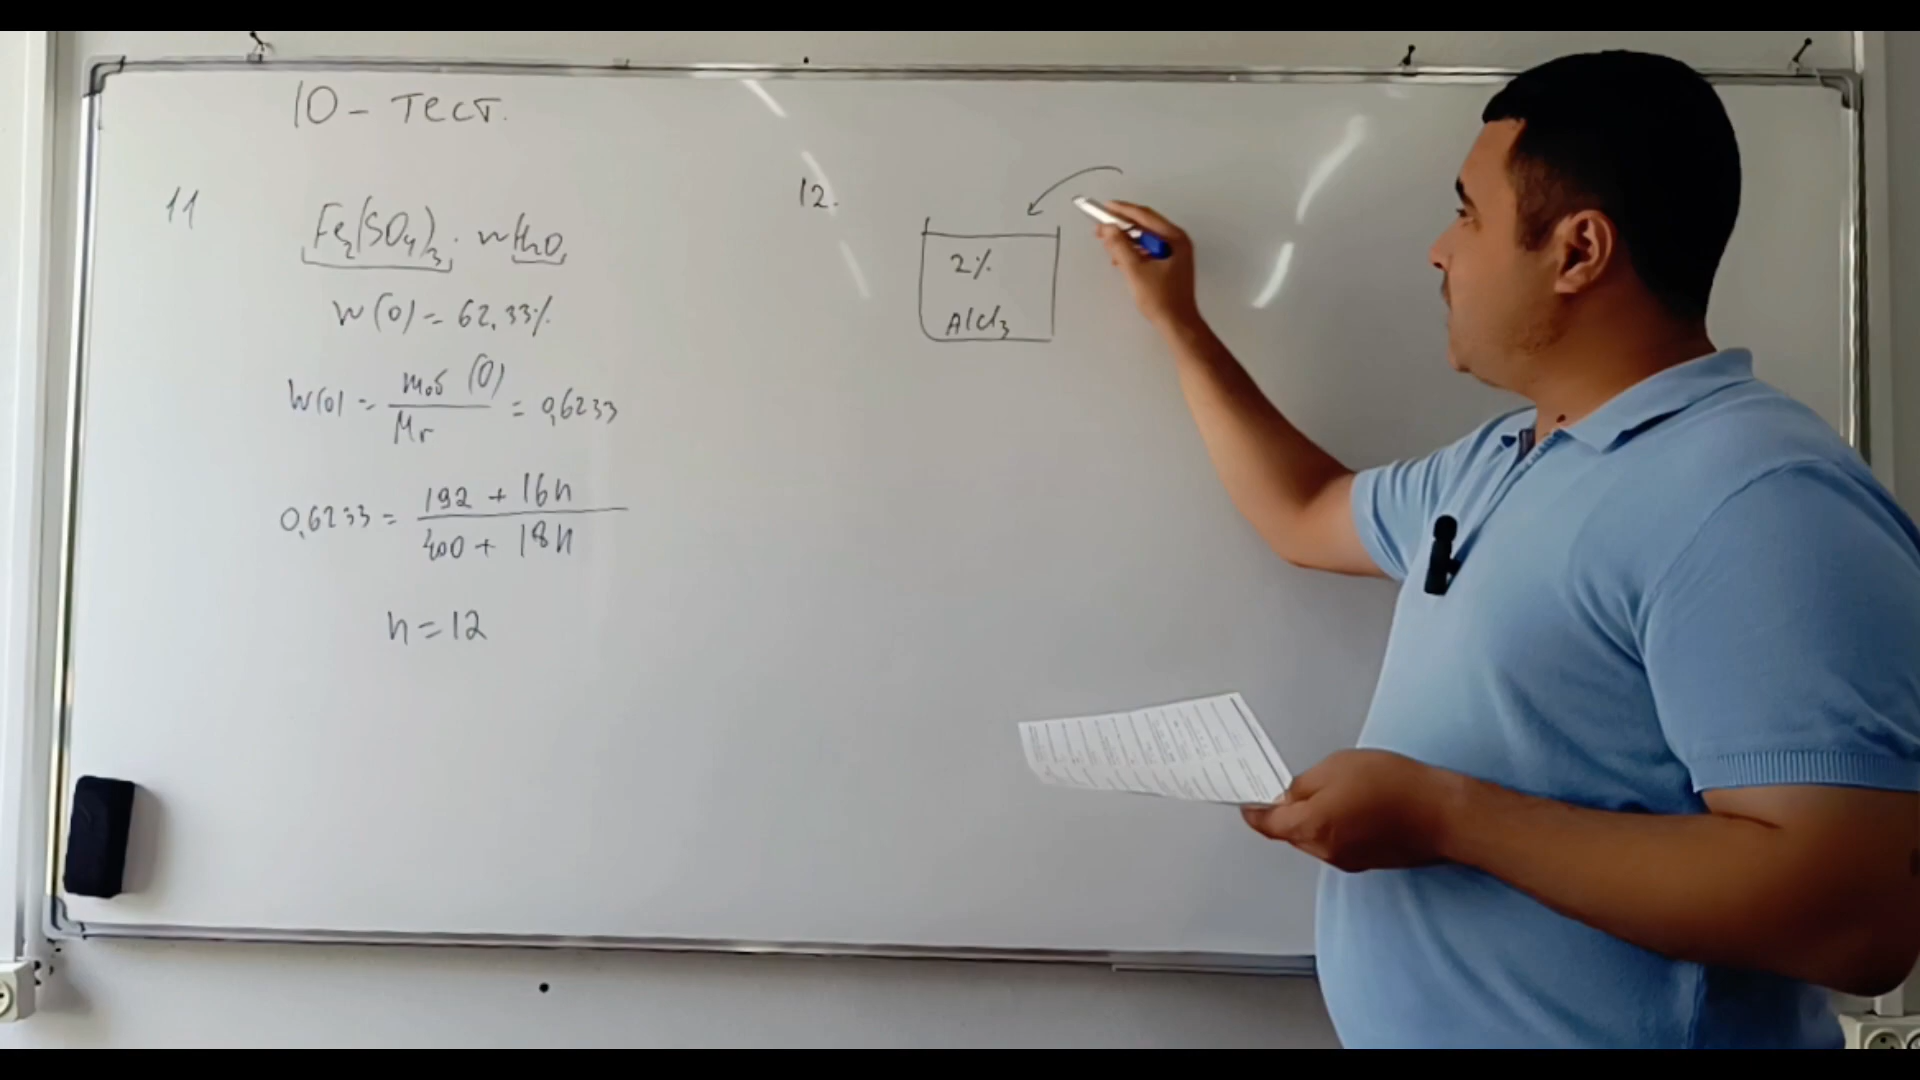 10 - тест.
11
Fe₂(SO₄)₃ · nH₂O
W(O) = 62,33%
W(O) = mоб (O) / Mr = 0,6233
0,6233 = 192 + 16n / 400 + 18n
n = 12
12.
2%
AlCl₃